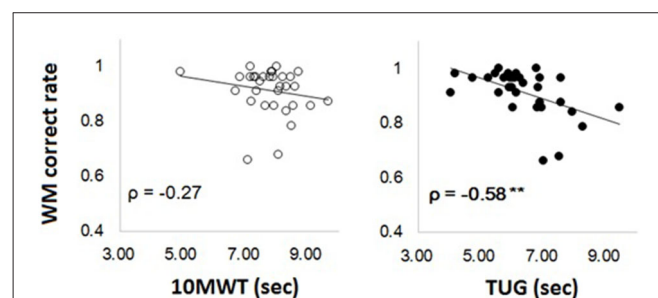 WM correct rate
1
0.8
0.6
0.4
ρ = -0.27
3.00 5.00 7.00 9.00
10MWT (sec)
1
0.8
0.6
0.4
ρ = -0.58 **
3.00 5.00 7.00 9.00
TUG (sec)